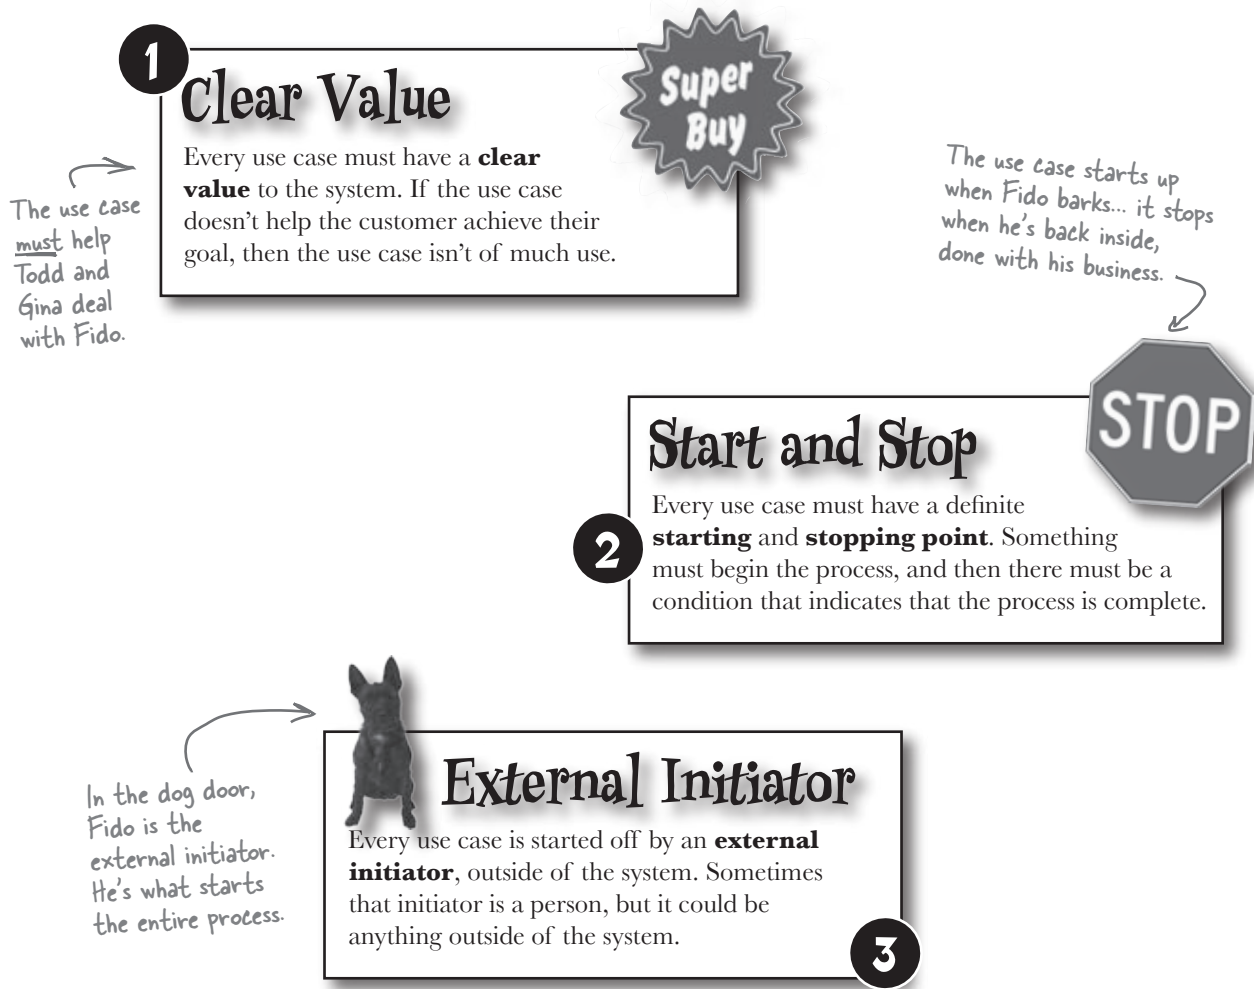 1
Clear Value
Super
Buy
Every use case must have a clear
value to the system. If the use case
doesn't help the customer achieve their
goal, then the use case isn't of much use.
The use case
must help
Todd and
Gina deal
with Fido.
The use case starts up
when Fido barks... it stops
when he's back inside,
done with his business.
STOP
Start and Stop
2
Every use case must have a definite
starting and stopping point. Something
must begin the process, and then there must be a
condition that indicates that the process is complete.
In the dog door,
Fido is the
external initiator.
He's what starts
the entire process.
External Initiator
Every use case is started off by an external
initiator, outside of the system. Sometimes
that initiator is a person, but it could be
anything outside of the system.
3